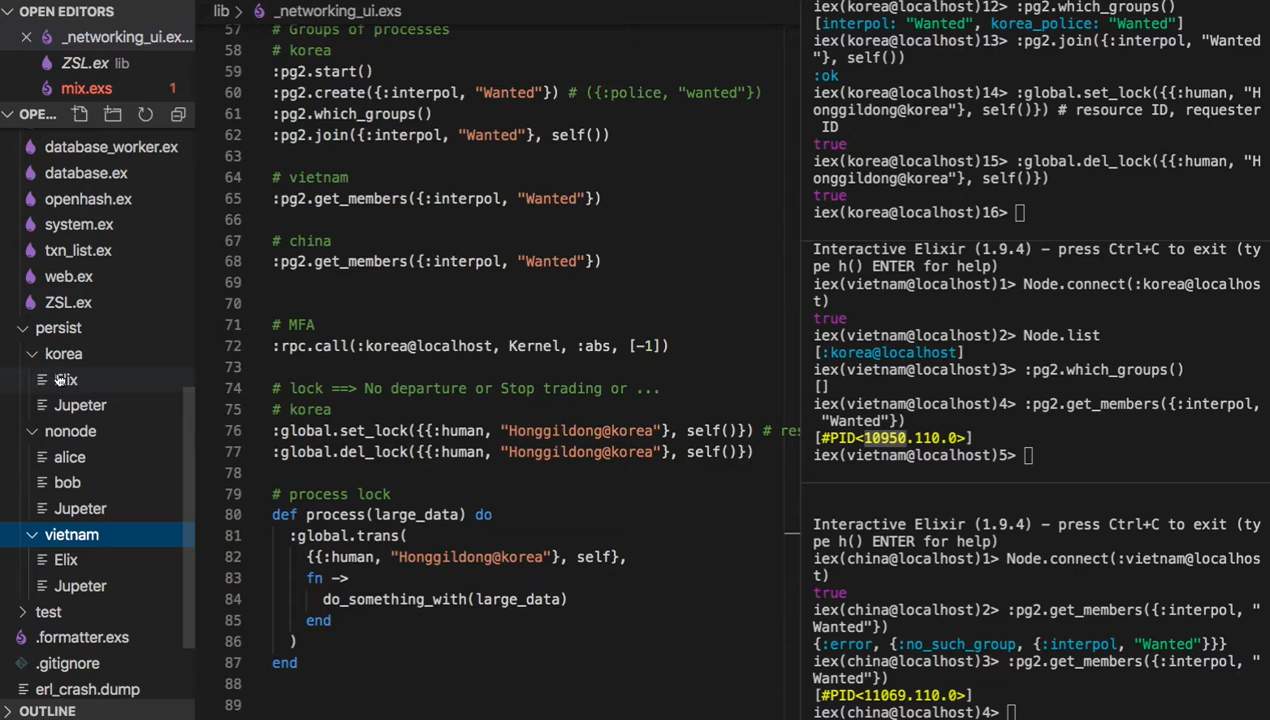 OPEN EDITORS
_networking_ui.ex...
ZSL.ex lib
mix.exs 1
OPE...
database_worker.ex
database.ex
openhash.ex
system.ex
txn_list.ex
web.ex
ZSL.ex
persist
korea
Elix
Jupeter
nonode
alice
bob
Jupeter
vietnam
Elix
Jupeter
test
.formatter.exs
.gitignore
erl_crash.dump
OUTLINE
lib > _networking_ui.exs
57 # Groups of processes
58 # korea
59 :pg2.start()
60 :pg2.create({:interpol, "Wanted"}) # ({:police, "wanted"})
61 :pg2.which_groups()
62 :pg2.join({:interpol, "Wanted"}, self())
63
64 # vietnam
65 :pg2.get_members({:interpol, "Wanted"})
66
67 # china
68 :pg2.get_members({:interpol, "Wanted"})
69
70
71 # MFA
72 :rpc.call(:korea@localhost, Kernel, :abs, [-1])
73
74 # lock ==> No departure or Stop trading or ...
75 # korea
76 :global.set_lock({{:human, "Honggildong@korea"}, self()}) # res
77 :global.del_lock({{:human, "Honggildong@korea"}, self()})
78
79 # process lock
80 def process(large_data) do
81 :global.trans(
82 {{:human, "Honggildong@korea"}, self},
83 fn ->
84 do_something_with(large_data)
85 end
86 )
87 end
88
89
iex(korea@localhost)12> :pg2.which_groups()
[interpol: "Wanted", korea_police: "Wanted"]
iex(korea@localhost)13> :pg2.join({:interpol, "Wanted
"}, self())
:ok
iex(korea@localhost)14> :global.set_lock({{:human, "H
onggildong@korea"}, self()}) # resource ID, requester
ID
true
iex(korea@localhost)15> :global.del_lock({{:human, "H
onggildong@korea"}, self()})
true
iex(korea@localhost)16>
Interactive Elixir (1.9.4) - press Ctrl+C to exit (ty
pe h() ENTER for help)
iex(vietnam@localhost)1> Node.connect(:korea@localhos
t)
true
iex(vietnam@localhost)2> Node.list
[:korea@localhost]
iex(vietnam@localhost)3> :pg2.which_groups()
[]
iex(vietnam@localhost)4> :pg2.get_members({:interpol,
"Wanted"})
[#PID<10950.110.0>]
iex(vietnam@localhost)5>
Interactive Elixir (1.9.4) - press Ctrl+C to exit (ty
pe h() ENTER for help)
iex(china@localhost)1> Node.connect(:vietnam@localhos
t)
true
iex(china@localhost)2> :pg2.get_members({:interpol, "
Wanted"})
{:error, {:no_such_group, {:interpol, "Wanted"}}}
iex(china@localhost)3> :pg2.get_members({:interpol, "
Wanted"})
[#PID<11069.110.0>]
iex(china@localhost)4>